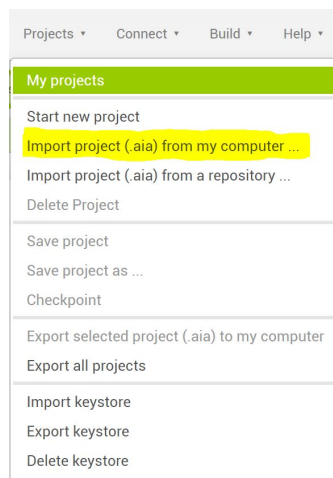 Projects ▾ Connect ▾ Build ▾ Help ▾
My projects
Start new project
Import project (.aia) from my computer ...
Import project (.aia) from a repository ...
Delete Project
Save project
Save project as ...
Checkpoint
Export selected project (.aia) to my computer
Export all projects
Import keystore
Export keystore
Delete keystore